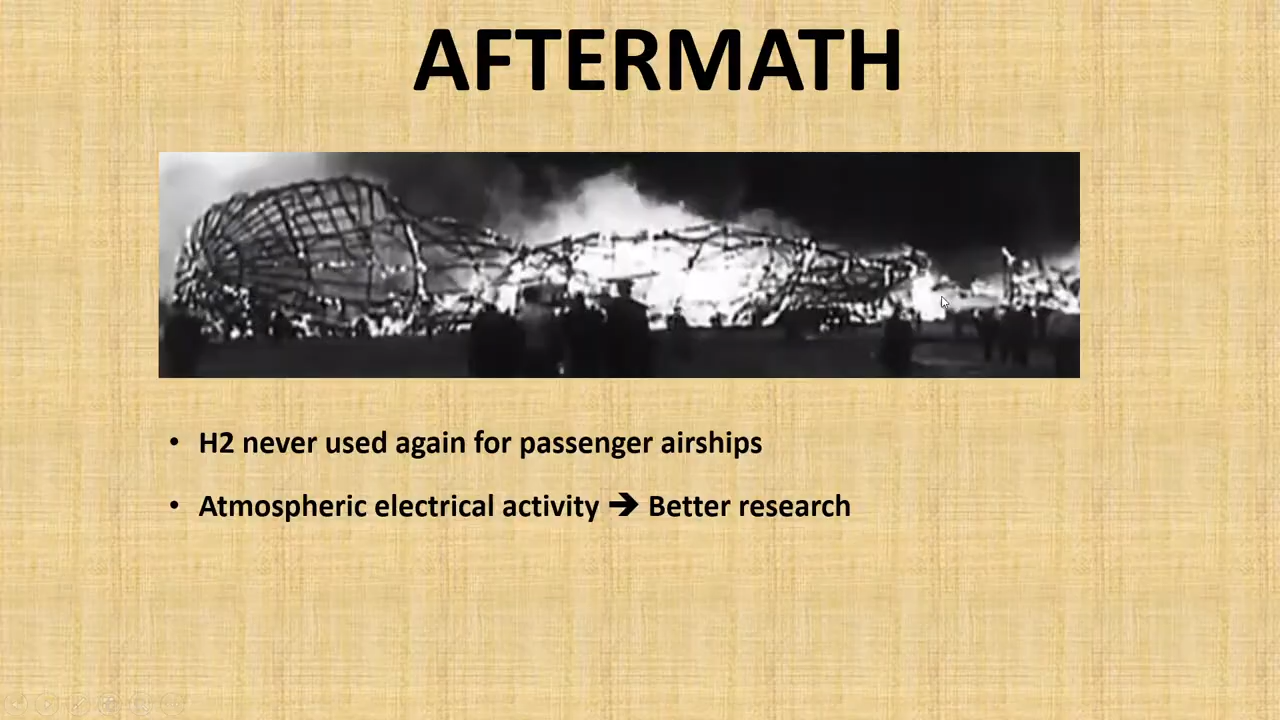 AFTERMATH
• H2 never used again for passenger airships
• Atmospheric electrical activity ➔ Better research